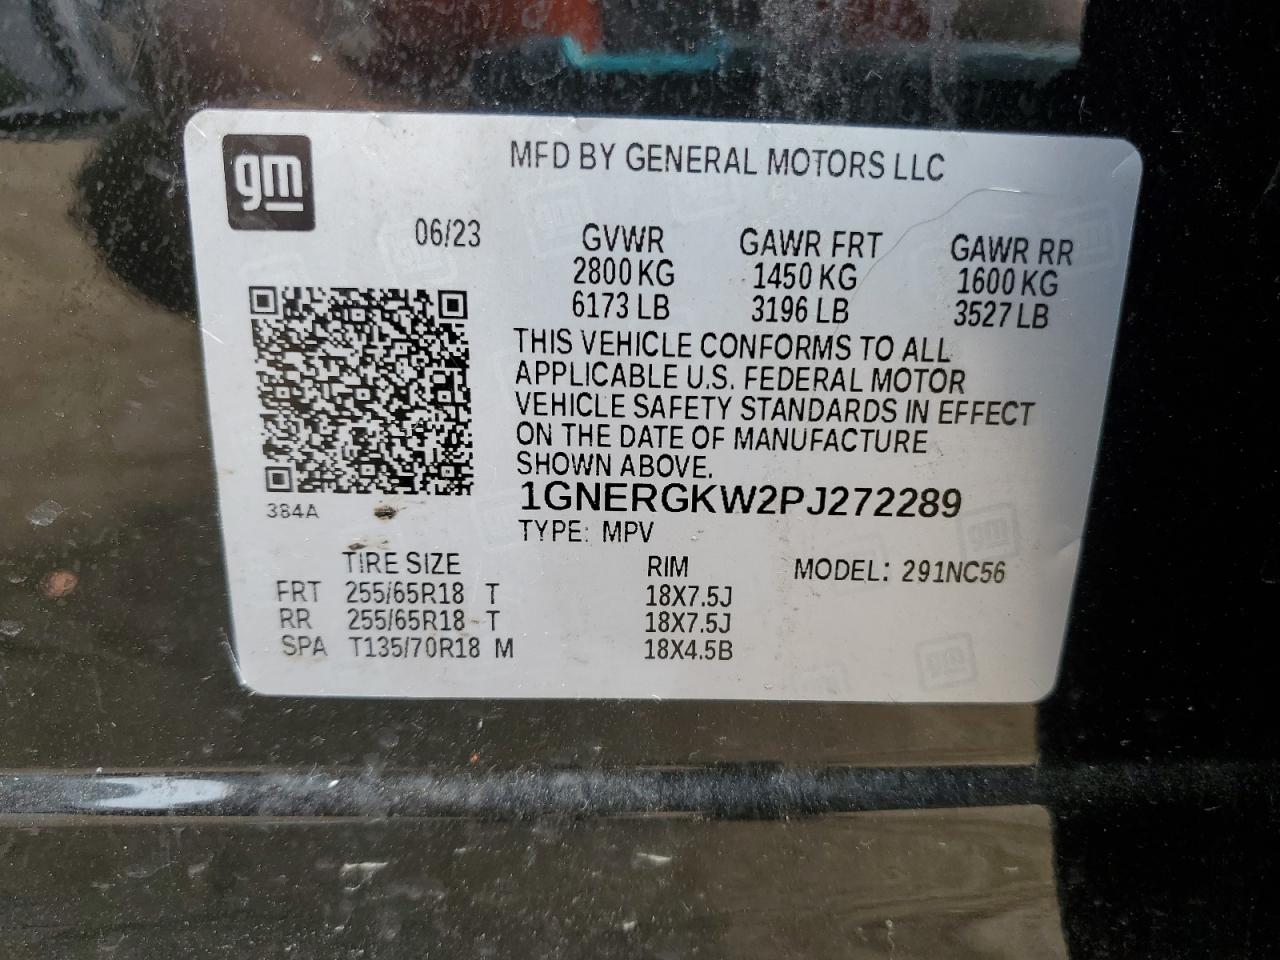 gm
MFD BY GENERAL MOTORS LLC
06/23
GVWR GAWR FRT GAWR RR
2800 KG 1450 KG 1600 KG
6173 LB 3196 LB 3527 LB
THIS VEHICLE CONFORMS TO ALL
APPLICABLE U.S. FEDERAL MOTOR
VEHICLE SAFETY STANDARDS IN EFFECT
ON THE DATE OF MANUFACTURE
SHOWN ABOVE.
1GNERGKW2PJ272289
384A
TYPE: MPV
TIRE SIZE RIM MODEL: 291NC56
FRT 255/65R18 T 18X7.5J
RR 255/65R18 T 18X7.5J
SPA T135/70R18 M 18X4.5B